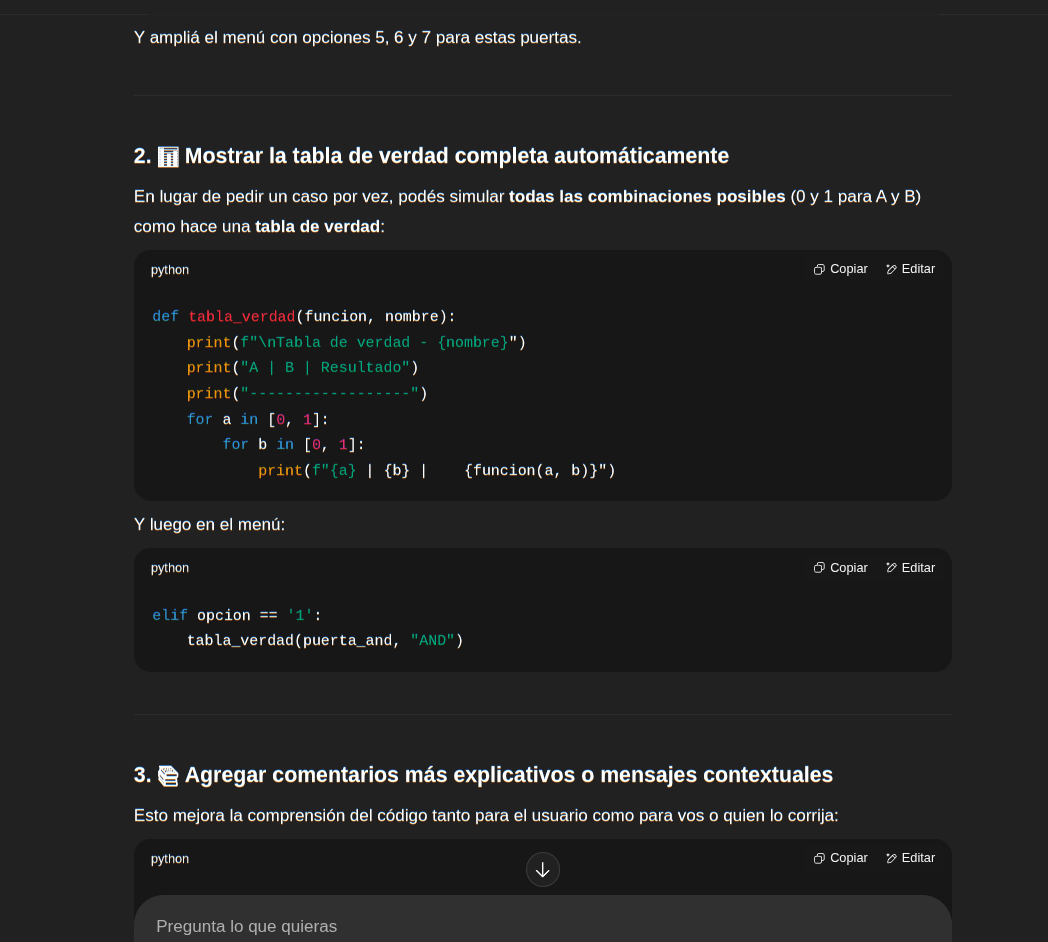 Y ampliá el menú con opciones 5, 6 y 7 para estas puertas.
2. Mostrar la tabla de verdad completa automáticamente
En lugar de pedir un caso por vez, podés simular todas las combinaciones posibles (0 y 1 para A y B)
como hace una tabla de verdad:
python Copiar Editar
def tabla_verdad(funcion, nombre):
    print(f"\nTabla de verdad - {nombre}")
    print("A | B | Resultado")
    print("------------------")
    for a in [0, 1]:
        for b in [0, 1]:
            print(f"{a} | {b} |    {funcion(a, b)}")
Y luego en el menú:
python Copiar Editar
elif opcion == '1':
    tabla_verdad(puerta_and, "AND")
3. Agregar comentarios más explicativos o mensajes contextuales
Esto mejora la comprensión del código tanto para el usuario como para vos o quien lo corrija:
python Copiar Editar
Pregunta lo que quieras